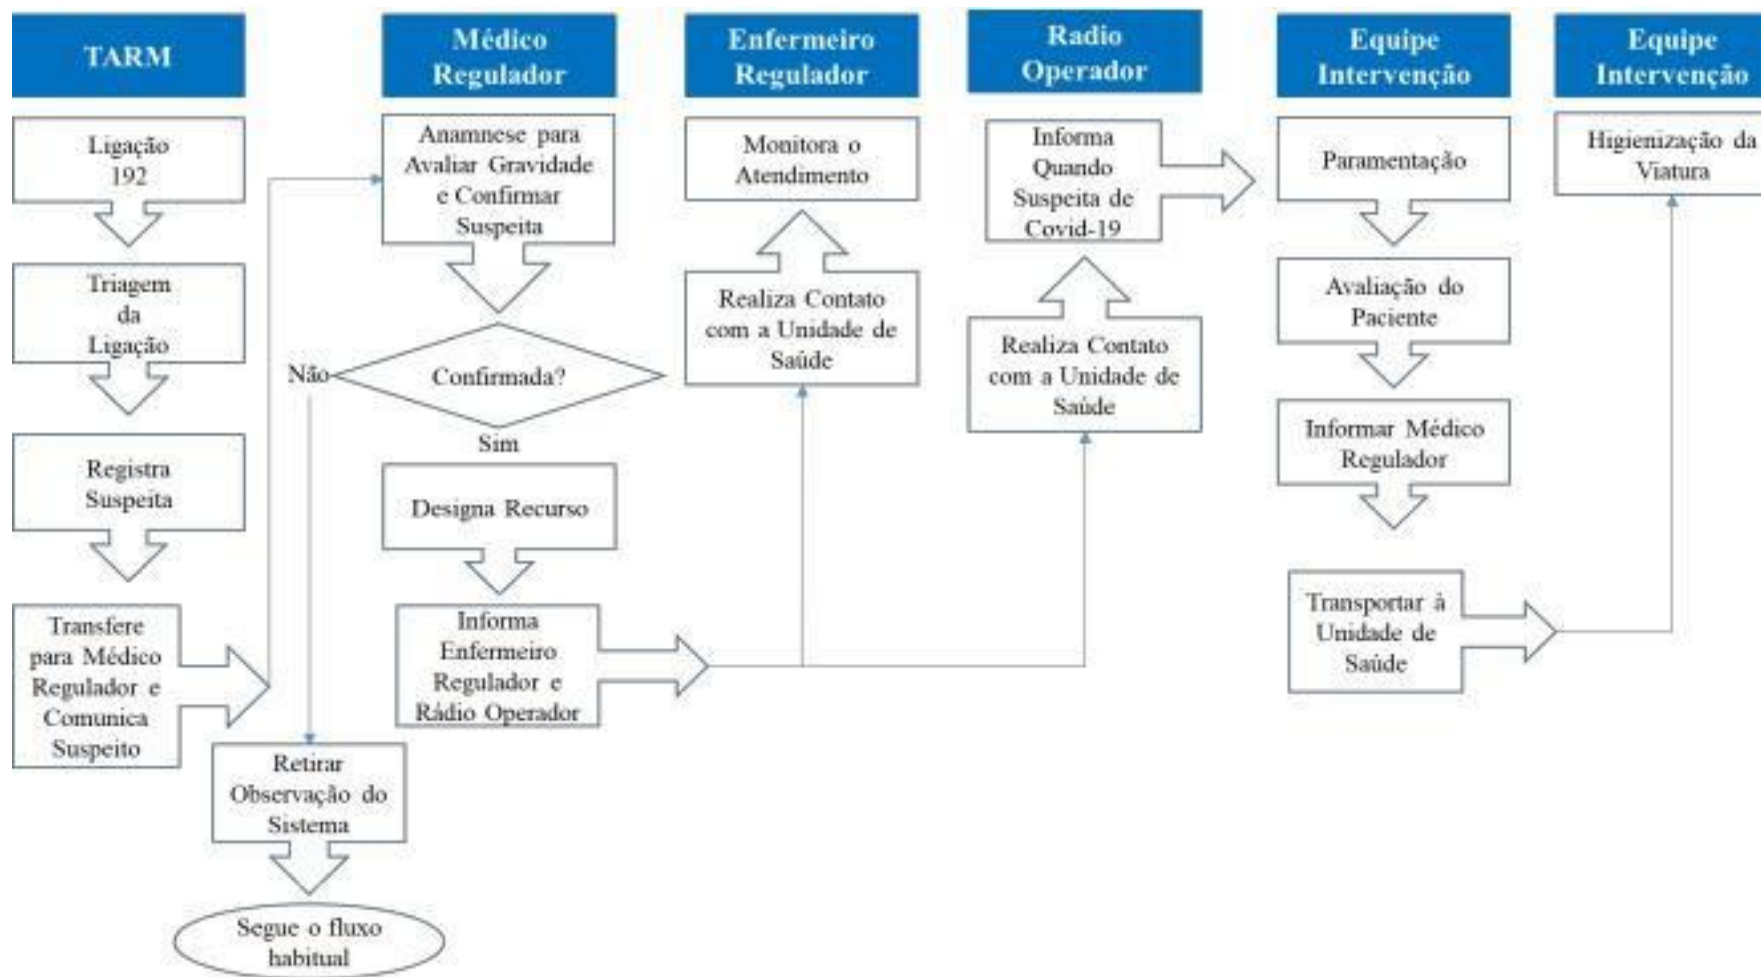 TARM
Ligação
192
Triagem
da
Ligação
Registra
Suspeita
Transfere
para Médico
Regulador e
Comunica
Suspeito
Médico
Regulador
Anamnese para
Avaliar Gravidade
e Confirmar
Suspeita
Confirmada?
Não
Sim
Designa Recurso
Informa
Enfermeiro
Regulador e
Rádio Operador
Retirar
Observação do
Sistema
Segue o fluxo
habitual
Enfermeiro
Regulador
Monitora o
Atendimento
Realiza Contato
com a Unidade de
Saúde
Radio
Operador
Informa
Quando
Suspeita de
Covid-19
Realiza Contato
com a Unidade de
Saúde
Equipe
Intervenção
Paramentação
Avaliação do
Paciente
Informar Médico
Regulador
Transportar à
Unidade de
Saúde
Equipe
Intervenção
Higienização da
Viatura